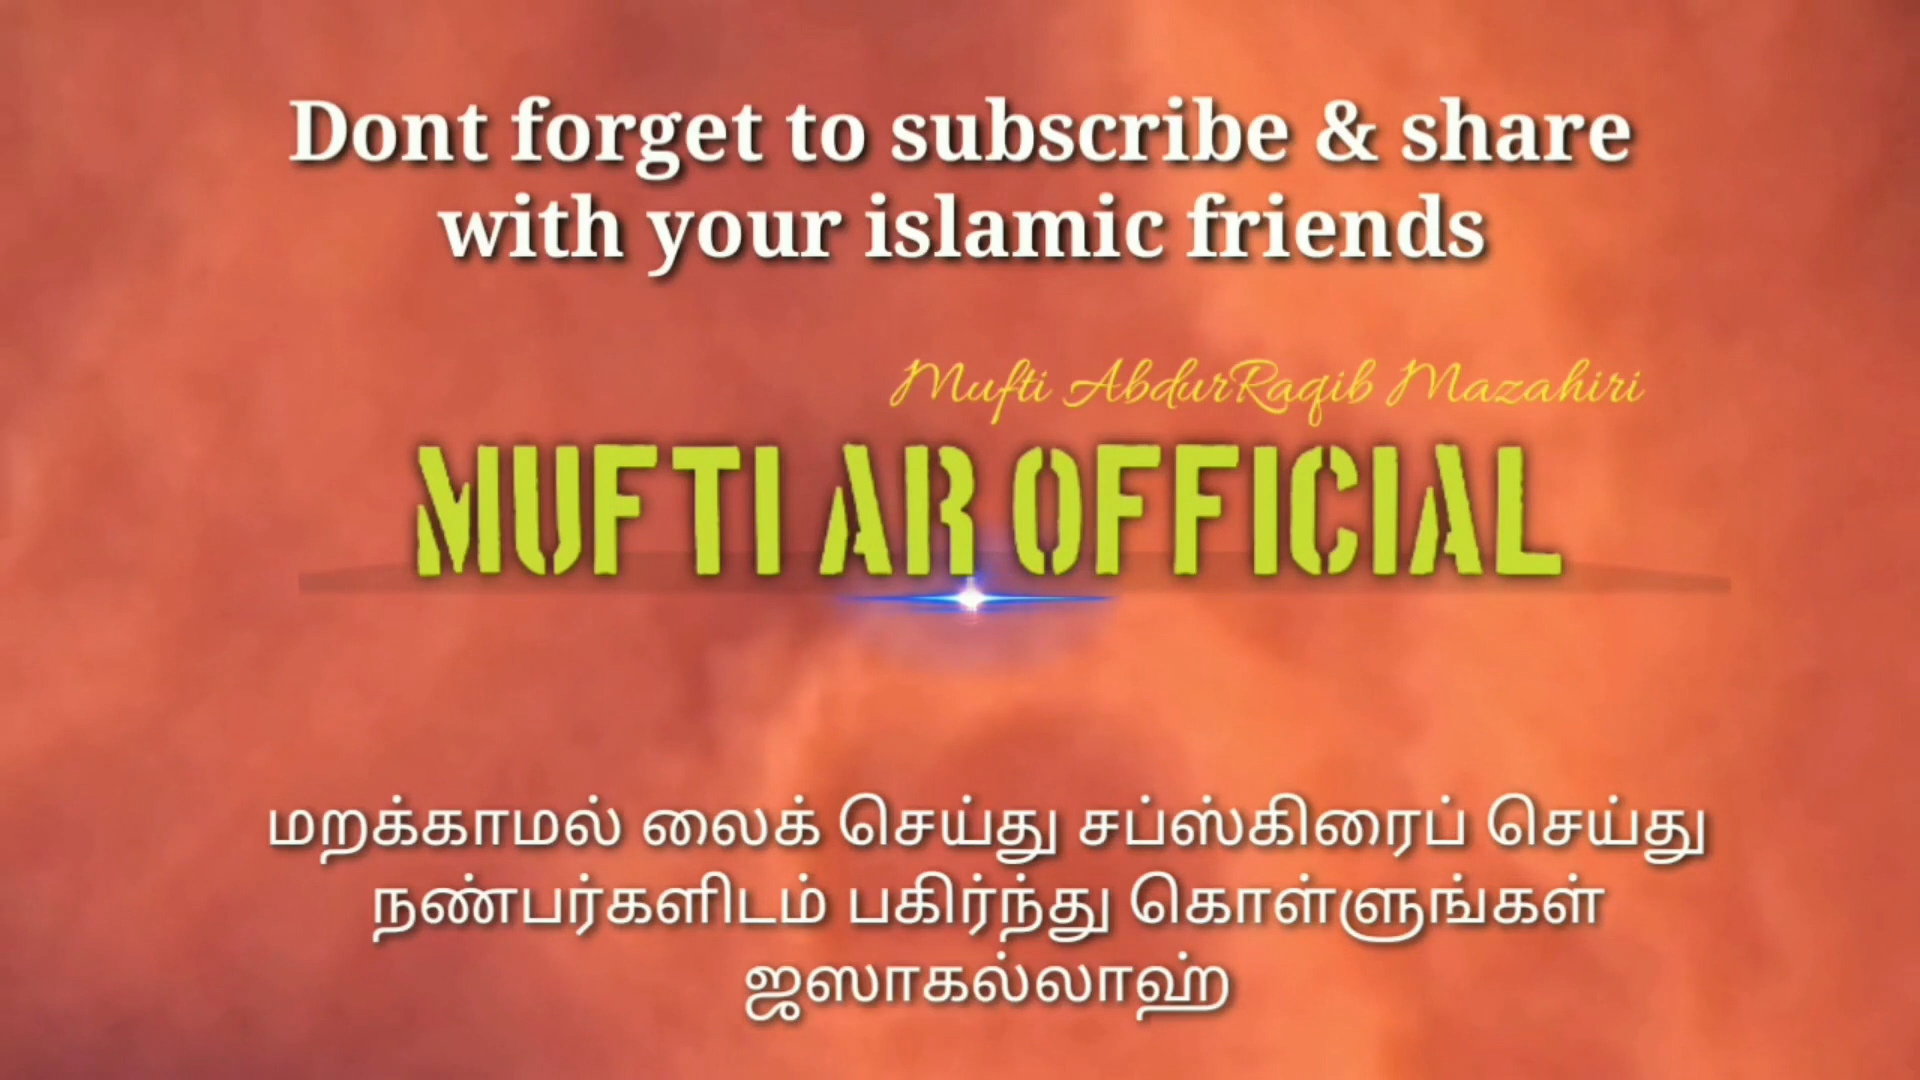 Dont forget to subscribe & share
with your islamic friends
Mufti AbdurRaqib Mazahiri
MUFTI AR OFFICIAL
மறக்காமல் லைக் செய்து சப்ஸ்கிரைப் செய்து
நண்பர்களிடம் பகிர்ந்து கொள்ளுங்கள்
ஜஸாகல்லாஹ்